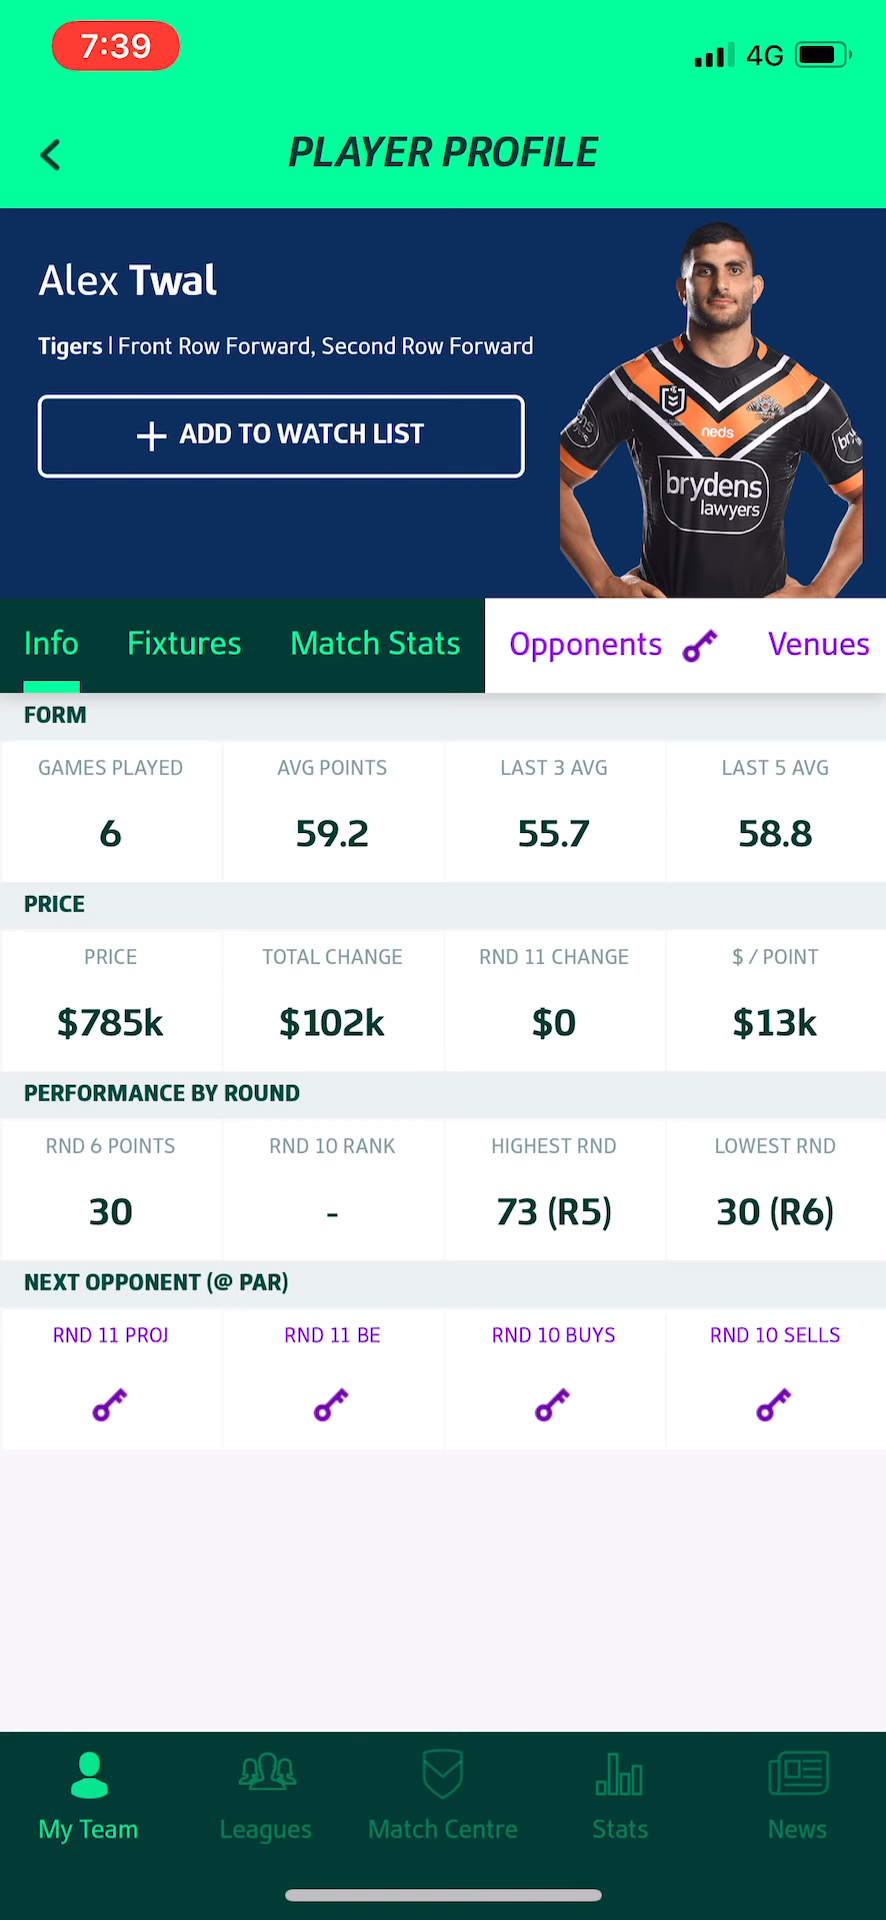 7:39
4G
PLAYER PROFILE
Alex Twal
Tigers | Front Row Forward, Second Row Forward
+ ADD TO WATCH LIST
neds
brydens
lawyers
Info Fixtures Match Stats Opponents Venues
FORM
GAMES PLAYED AVG POINTS LAST 3 AVG LAST 5 AVG
6 59.2 55.7 58.8
PRICE
PRICE TOTAL CHANGE RND 11 CHANGE $ / POINT
$785k $102k $0 $13k
PERFORMANCE BY ROUND
RND 6 POINTS RND 10 RANK HIGHEST RND LOWEST RND
30 - 73 (R5) 30 (R6)
NEXT OPPONENT (@ PAR)
RND 11 PROJ RND 11 BE RND 10 BUYS RND 10 SELLS
My Team Leagues Match Centre Stats News